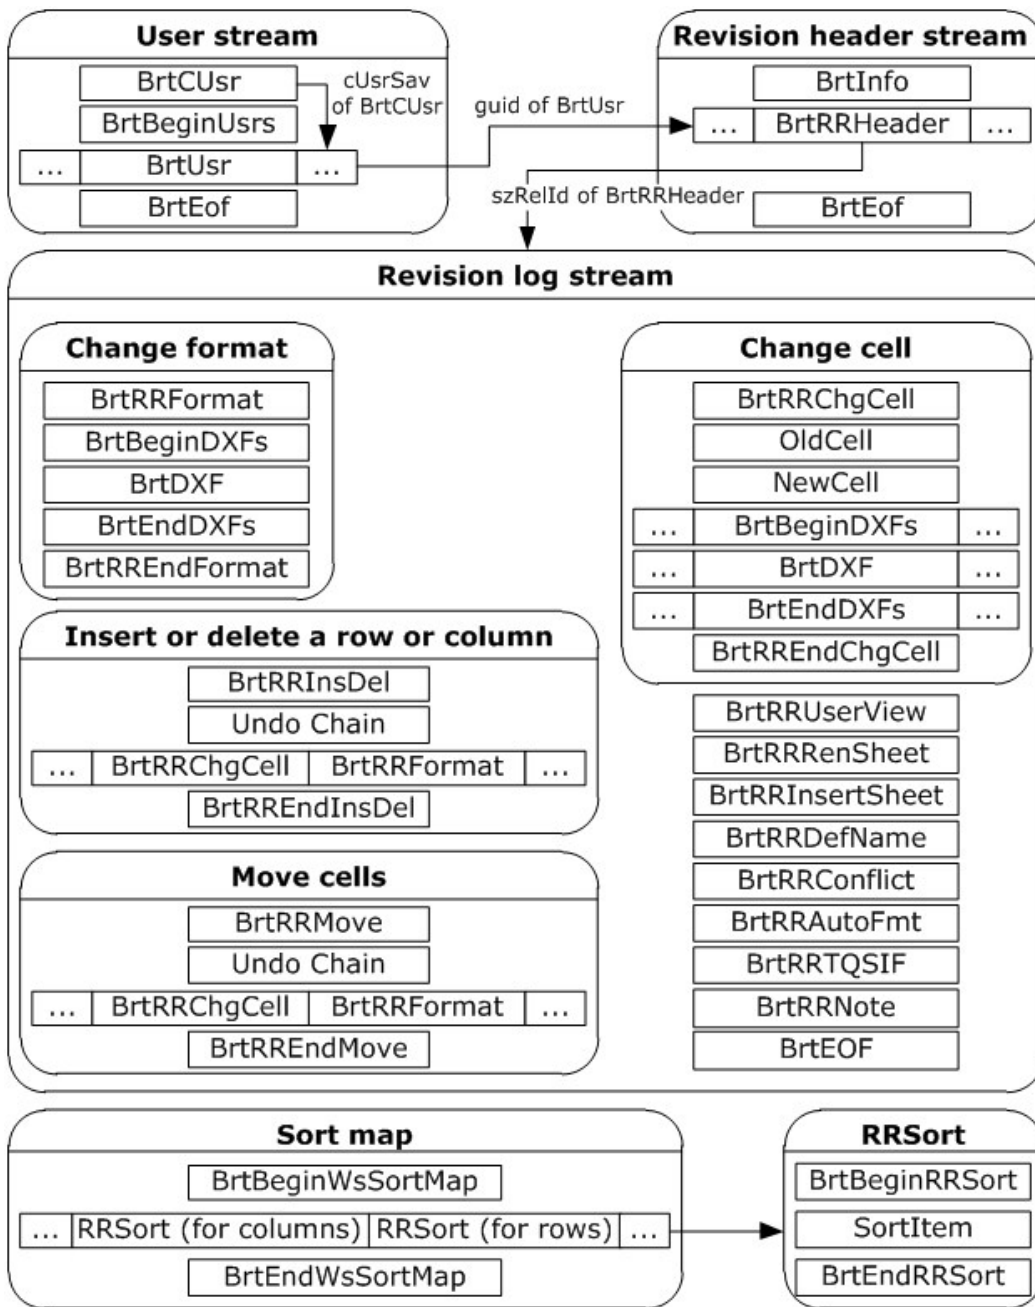 User stream
BrtCUsr
BrtBeginUsrs
... BrtUsr ...
BrtEof
cUsrSav
of BrtCUsr
guid of BrtUsr
Revision header stream
BrtInfo
... BrtRRHeader ...
BrtEof
szRelId of BrtRRHeader
Revision log stream
Change format
BrtRRFormat
BrtBeginDXFs
BrtDXF
BrtEndDXFs
BrtRREndFormat
Insert or delete a row or column
BrtRRInsDel
Undo Chain
... BrtRRChgCell BrtRRFormat ...
BrtRREndInsDel
Move cells
BrtRRMove
Undo Chain
... BrtRRChgCell BrtRRFormat ...
BrtRREndMove
Change cell
BrtRRChgCell
OldCell
NewCell
... BrtBeginDXFs ...
... BrtDXF ...
... BrtEndDXFs ...
BrtRREndChgCell
BrtRRUserView
BrtRRRenSheet
BrtRRInsertSheet
BrtRRDefName
BrtRRConflict
BrtRRAutoFmt
BrtRRTQSIF
BrtRRNote
BrtEOF
Sort map
BrtBeginWsSortMap
... RRSort (for columns) RRSort (for rows) ...
BrtEndWsSortMap
RRSort
BrtBeginRRSort
SortItem
BrtEndRRSort